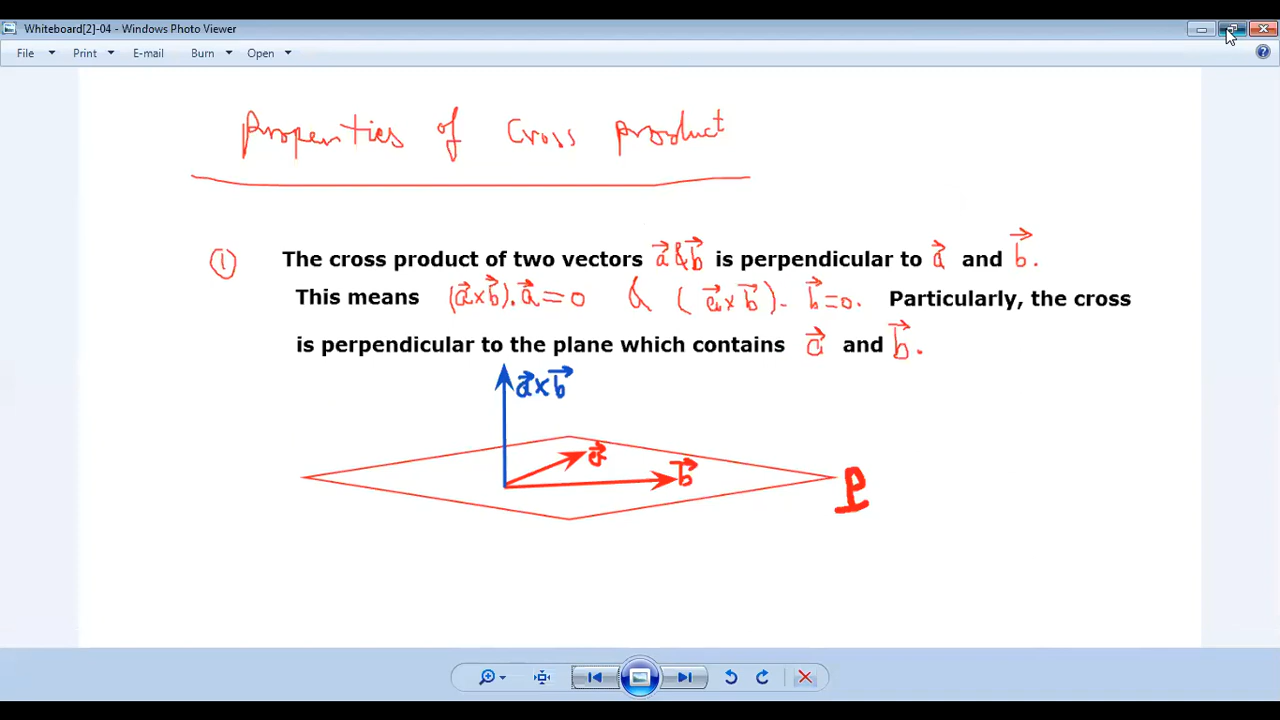 Whiteboard[2]-04 - Windows Photo Viewer
File Print E-mail Burn Open
Properties of Cross product
① The cross product of two vectors a⃗ & b⃗ is perpendicular to a⃗ and b⃗.
This means (a⃗×b⃗).a⃗=0 & (a⃗×b⃗). b⃗=0. Particularly, the cross
is perpendicular to the plane which contains a⃗ and b⃗.
a⃗×b⃗
a⃗
b⃗
P